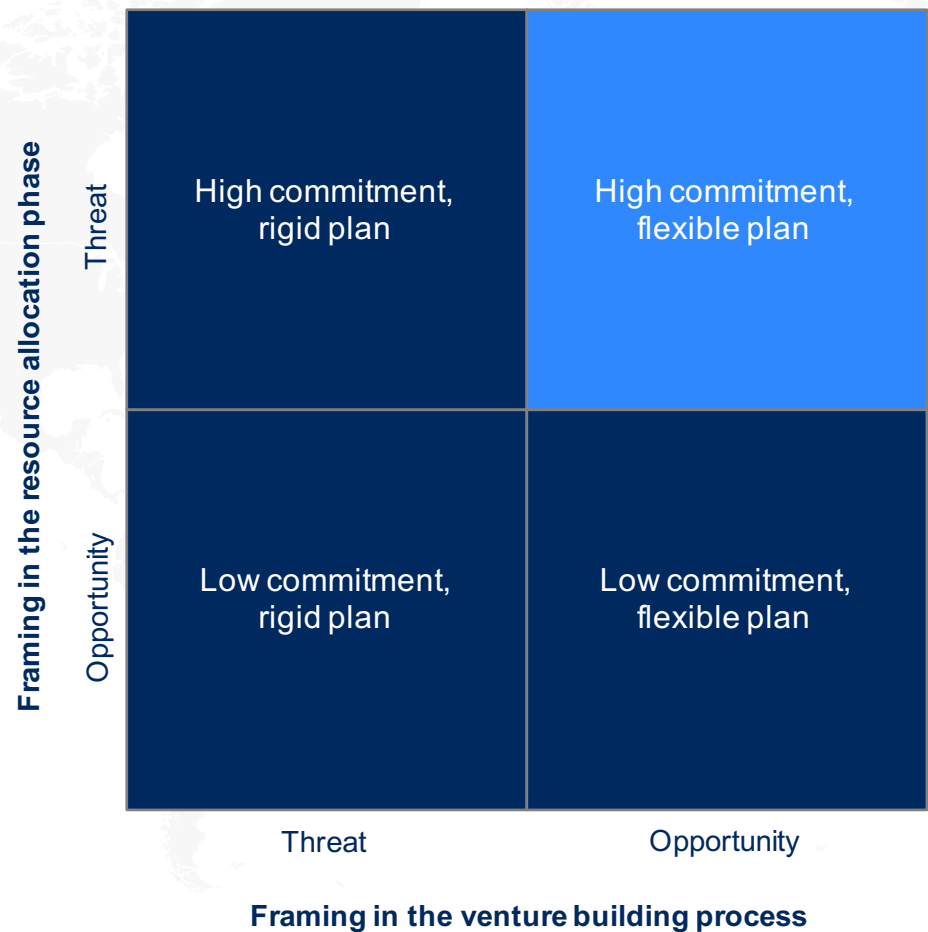 Framing in the resource allocation phase
Threat
High commitment,
rigid plan
High commitment,
flexible plan
Opportunity
Low commitment,
rigid plan
Low commitment,
flexible plan
Threat
Opportunity
Framing in the venture building process